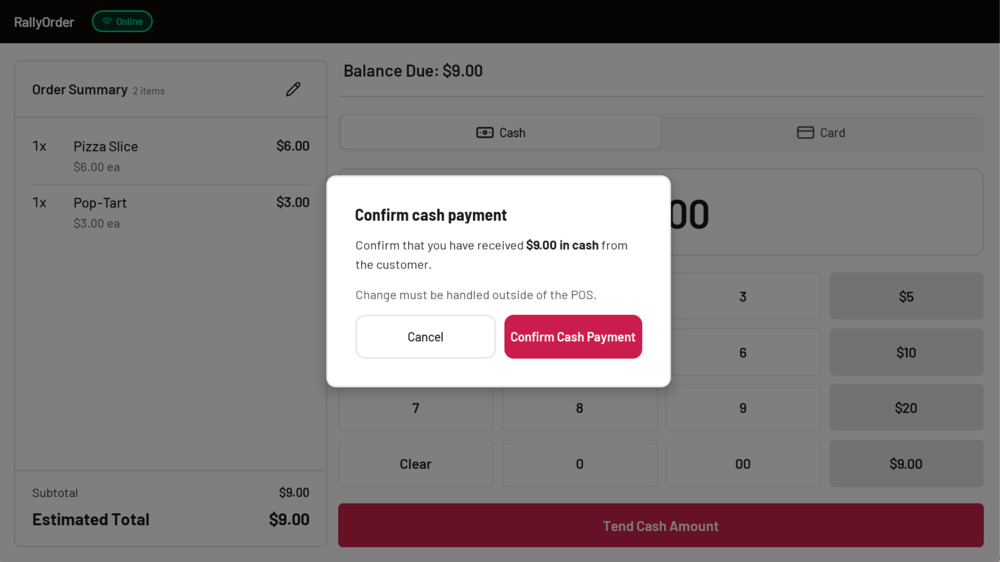 RallyOrder
Online
Order Summary 2 items
1x Pizza Slice $6.00
$6.00 ea
1x Pop-Tart $3.00
$3.00 ea
Subtotal $9.00
Estimated Total $9.00
Balance Due: $9.00
Cash
Card
00
Confirm cash payment
Confirm that you have received $9.00 in cash from
the customer.
Change must be handled outside of the POS.
Cancel
Confirm Cash Payment
3 $5
6 $10
7 8 9 $20
Clear 0 00 $9.00
Tend Cash Amount